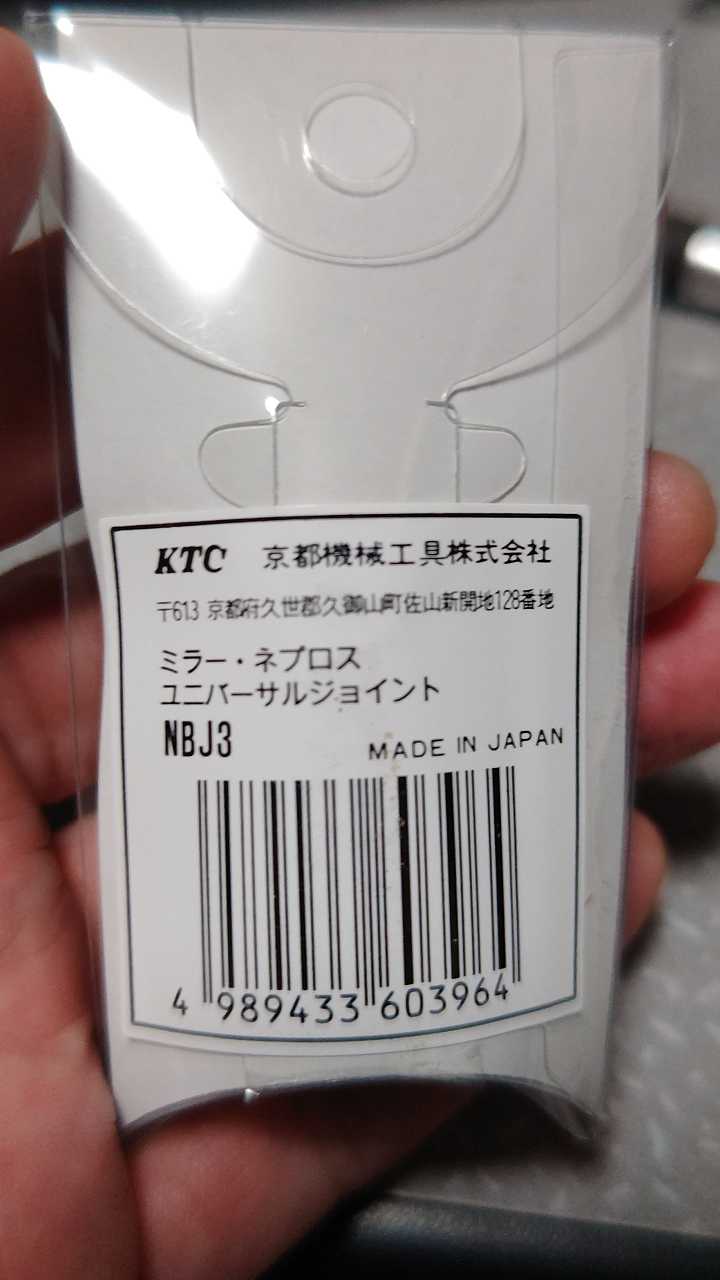 KTC 京都機械工具株式会社
〒613 京都府久世郡久御山町佐山新開地128番地
ミラー・ネプロス
ユニバーサルジョイント
NBJ3 MADE IN JAPAN
4 989433 603964